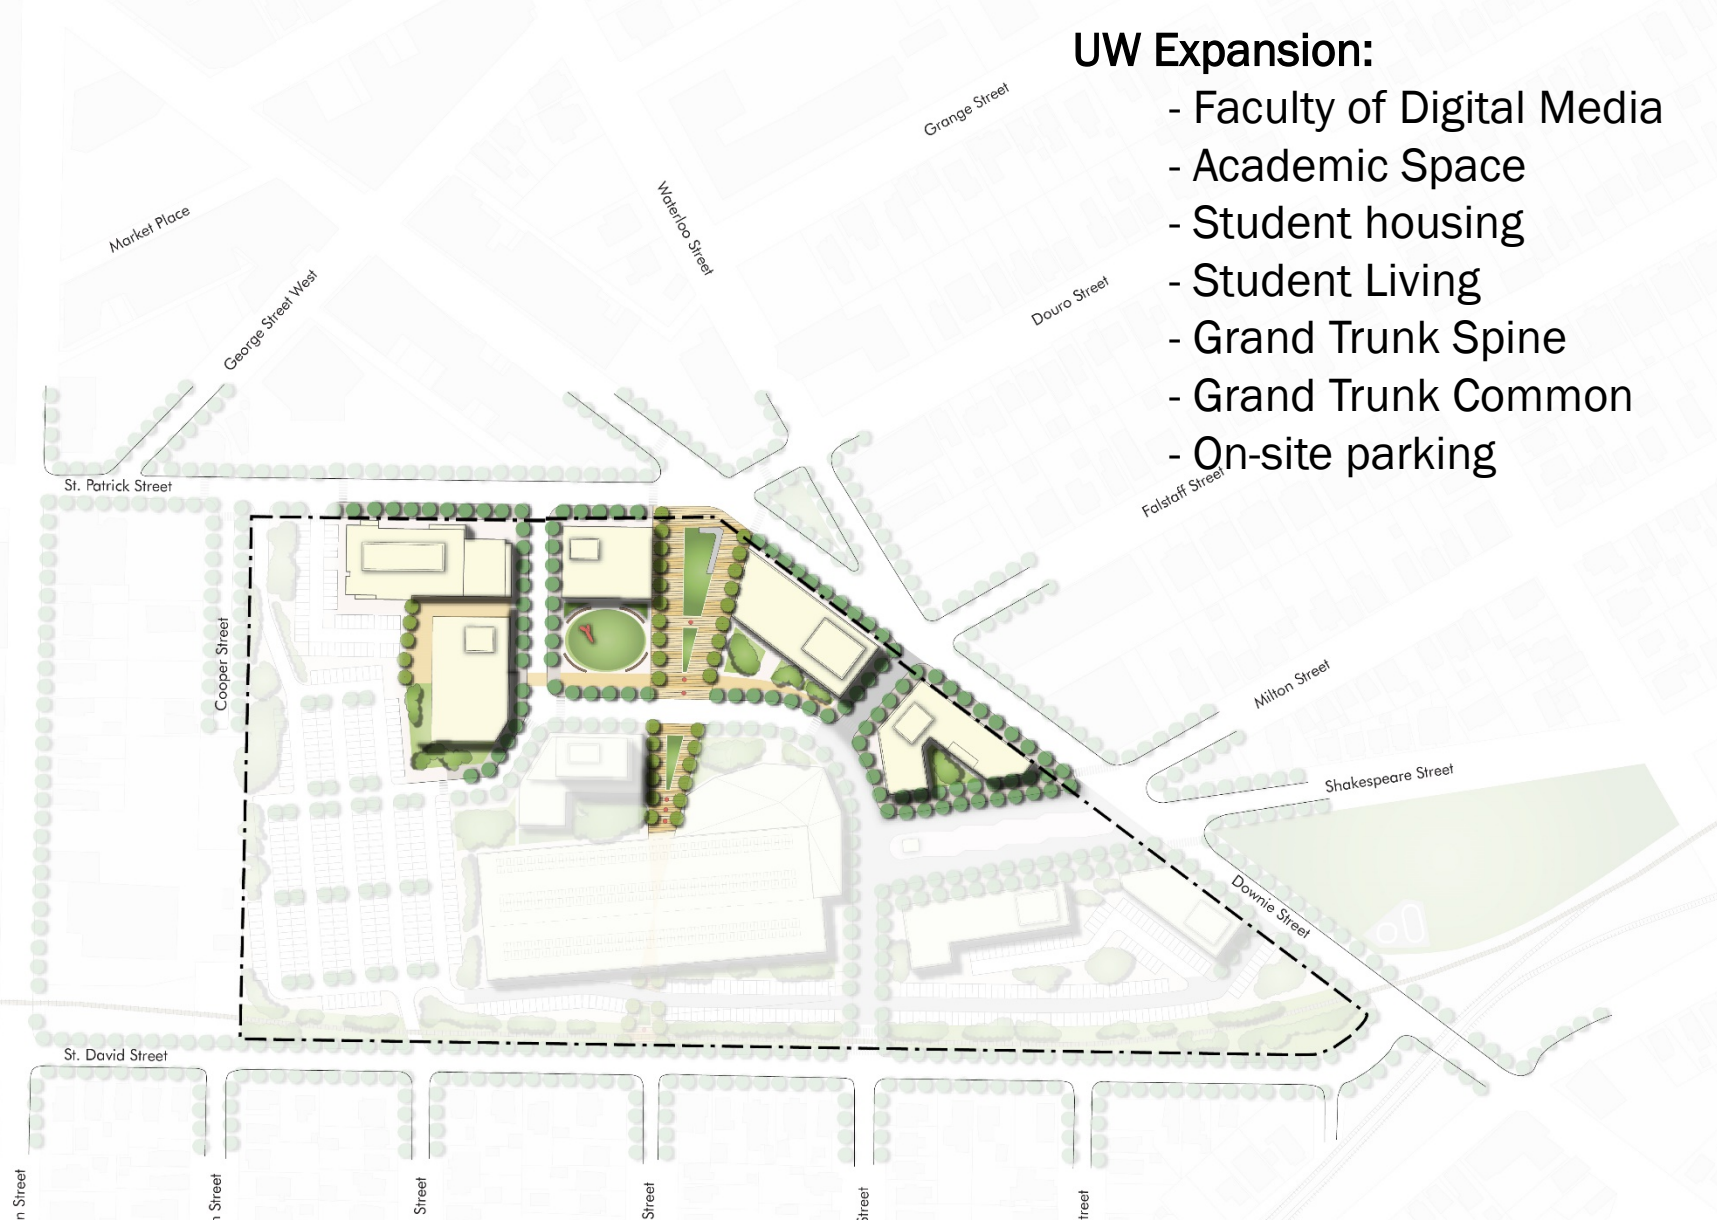 UW Expansion:
- Faculty of Digital Media
- Academic Space
- Student housing
- Student Living
- Grand Trunk Spine
- Grand Trunk Common
- On-site parking
Grange Street
Waterloo Street
Market Place
George Street West
Douro Street
Falstaff Street
St. Patrick Street
Cooper Street
Milton Street
Shakespeare Street
Downie Street
St. David Street
Street
Street
Street
Street